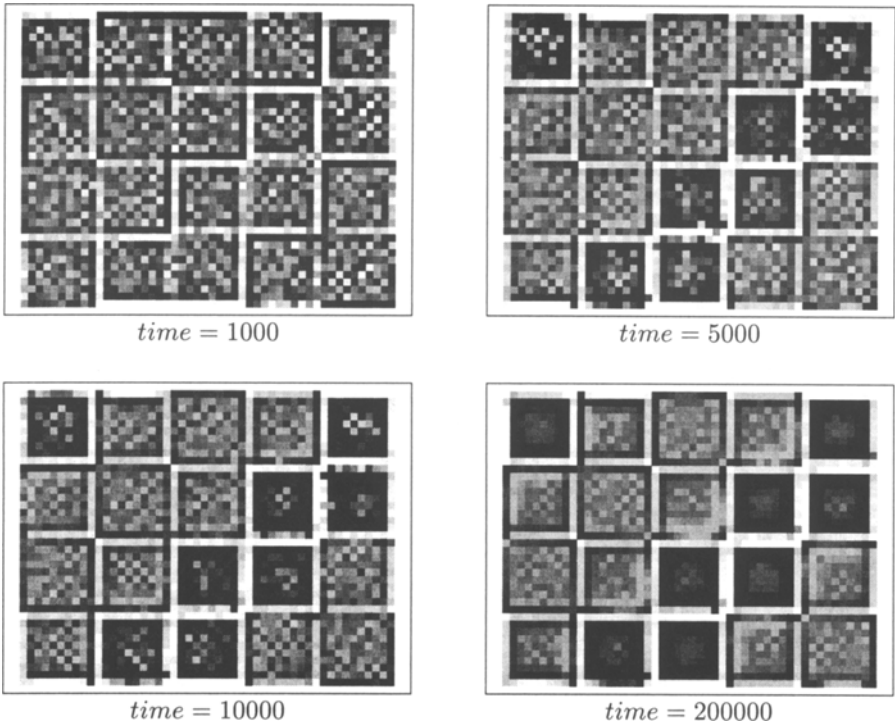 time = 1000
time = 5000
time = 10000
time = 200000